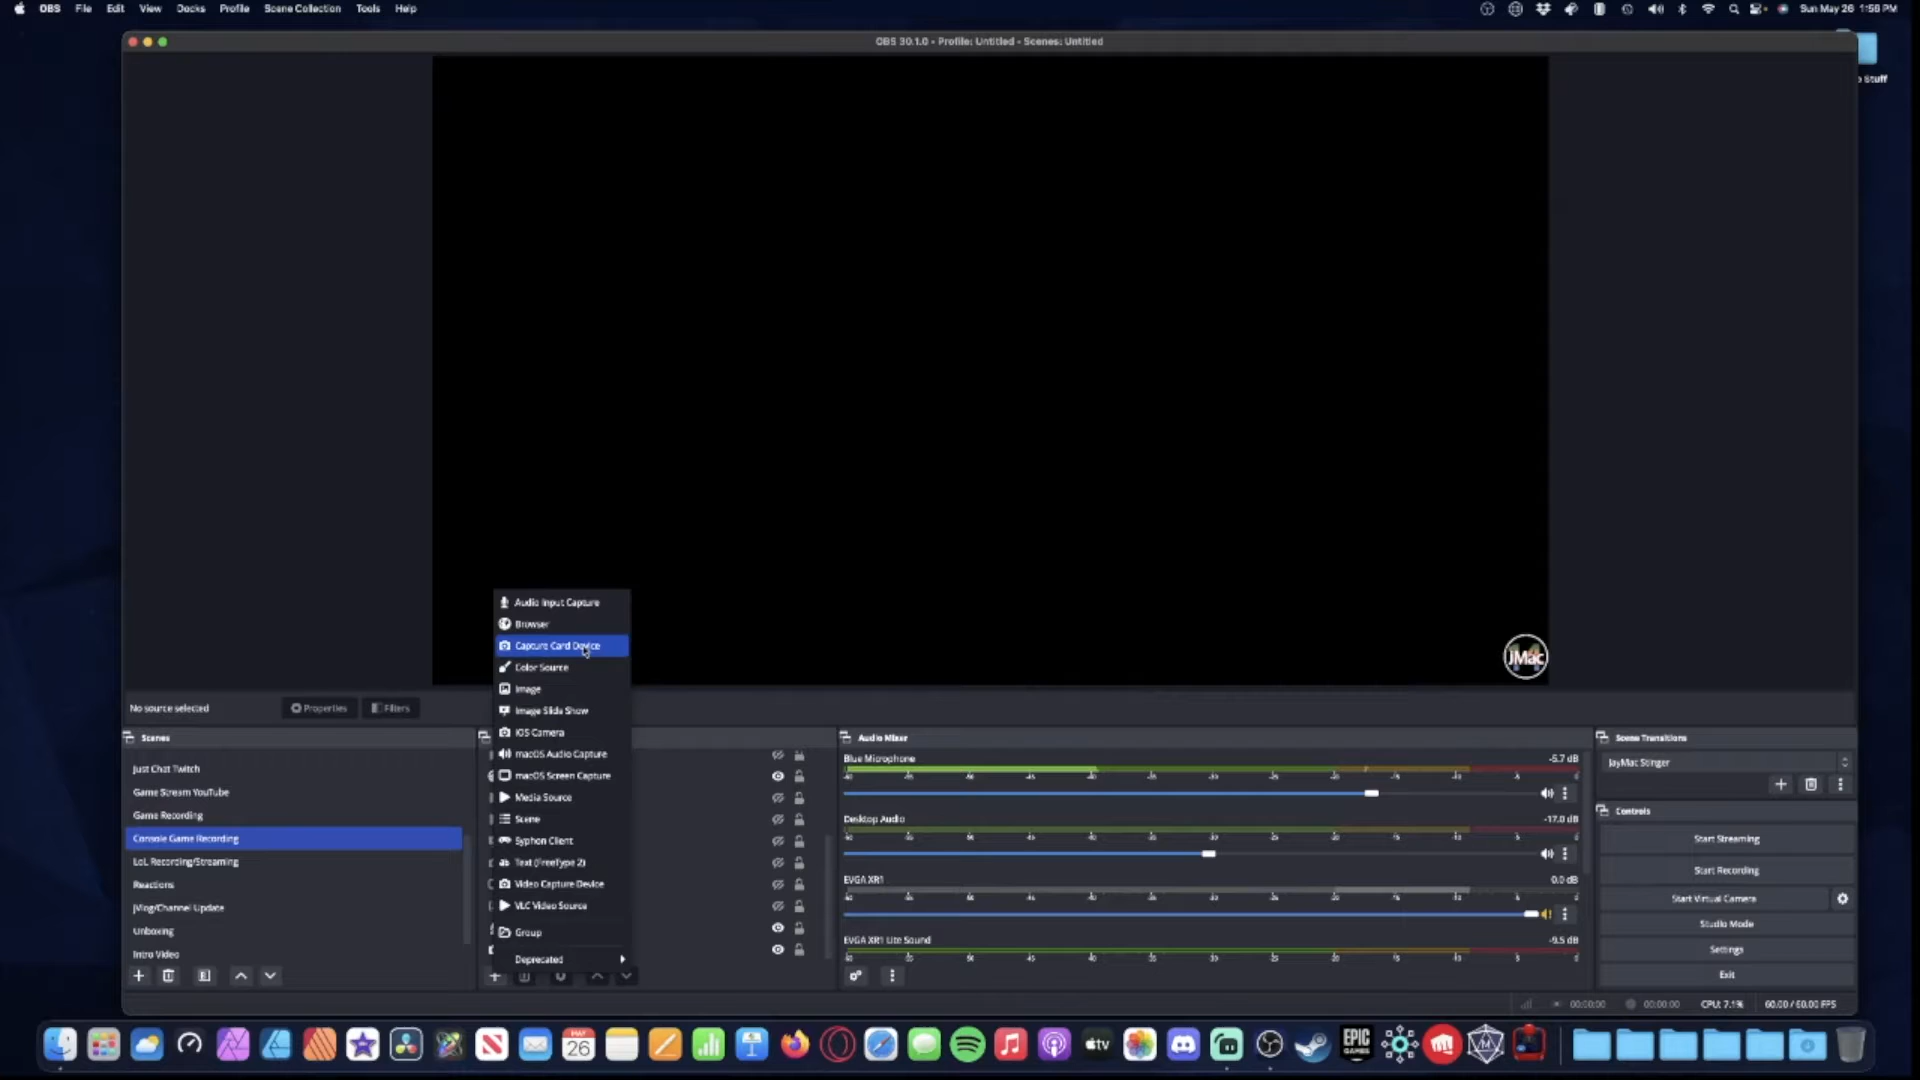 OBS File Edit View Docks Profile Scene Collection Tools Help
Sun May 26 1:56 PM
OBS 30.1.0 - Profile: Untitled - Scenes: Untitled
Stuff
JMac
Audio Input Capture
Browser
Capture Card Device
Color Source
Image
Image Slide Show
iOS Camera
macOS Audio Capture
macOS Screen Capture
Media Source
Scene
Syphon Client
Text (FreeType 2)
Video Capture Device
VLC Video Source
Group
Deprecated
No source selected
Properties
Filters
Scenes
Just Chat Twitch
Game Stream YouTube
Game Recording
Console Game Recording
LoL Recording/Streaming
Reactions
JVlog/Channel Update
Unboxing
Intro Video
Audio Mixer
Blue Microphone -5.7 dB
Desktop Audio -17.0 dB
EVGA XR1 0.0 dB
EVGA XR1 Lite Sound -9.5 dB
Scene Transitions
JayMac Stinger
Controls
Start Streaming
Start Recording
Start Virtual Camera
Studio Mode
Settings
Exit
00:00:00 00:00:00 CPU: 7.1% 60.00 / 60.00 FPS
MAY
26
tv
EPIC
GAMES